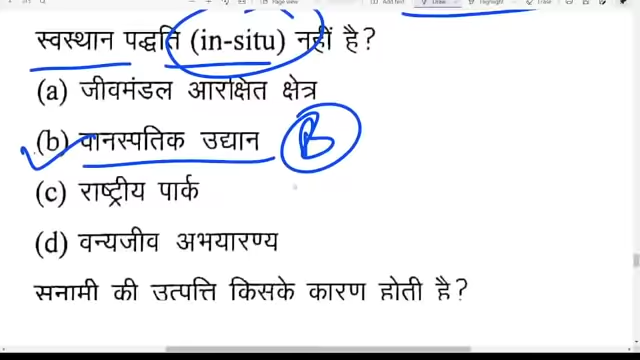 स्वस्थान पद्धति (in-situ) नहीं है?
(a) जीवमंडल आरक्षित क्षेत्र
(b) वानस्पतिक उद्यान B
(c) राष्ट्रीय पार्क
(d) वन्यजीव अभयारण्य
सुनामी की उत्पत्ति किसके कारण होती है?